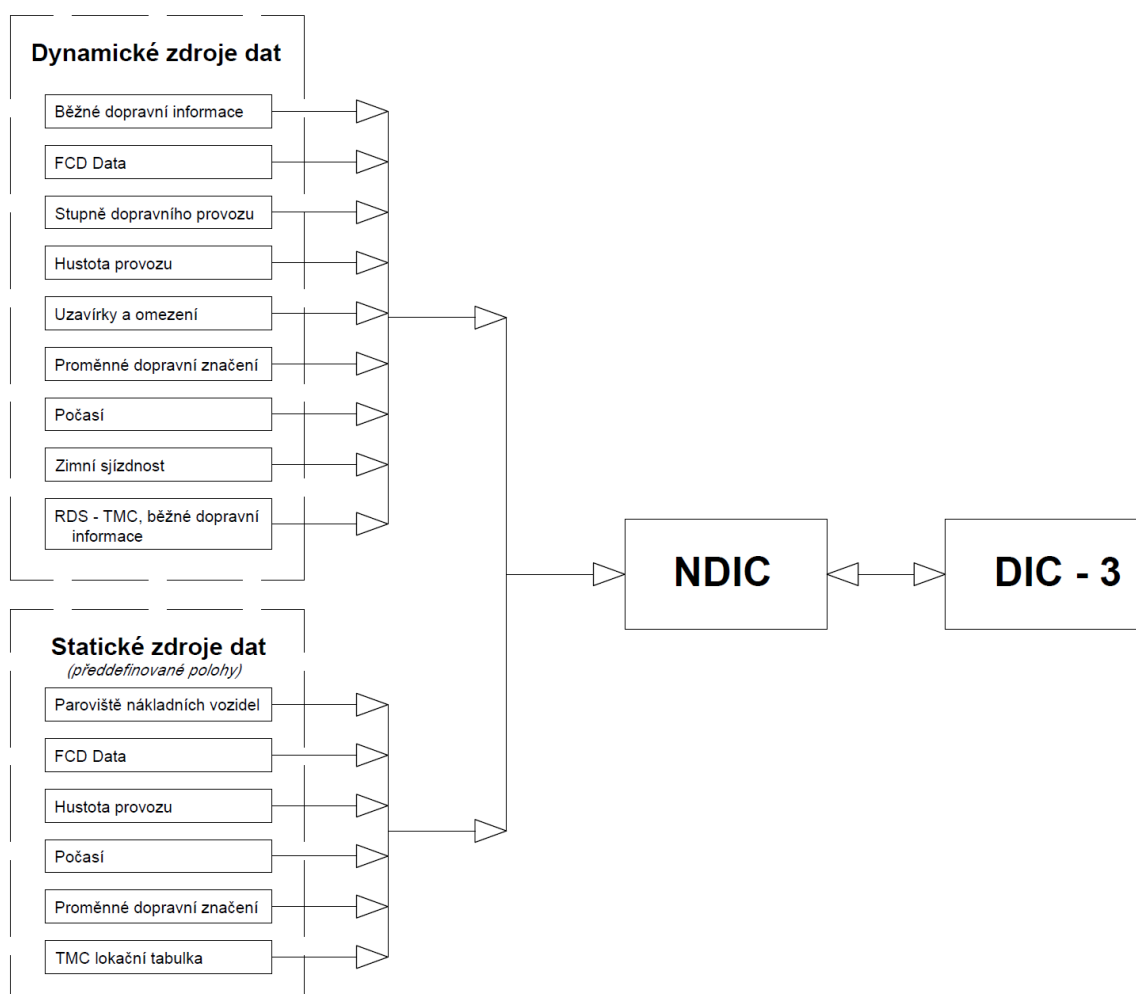 Dynamické zdroje dat
Běžné dopravní informace
FCD Data
Stupně dopravního provozu
Hustota provozu
Uzavírky a omezení
Proměnné dopravní značení
Počasí
Zimní sjízdnost
RDS - TMC, běžné dopravní
informace
Statické zdroje dat
(předdefinované polohy)
Paroviště nákladních vozidel
FCD Data
Hustota provozu
Počasí
Proměnné dopravní značení
TMC lokační tabulka
NDIC
DIC - 3